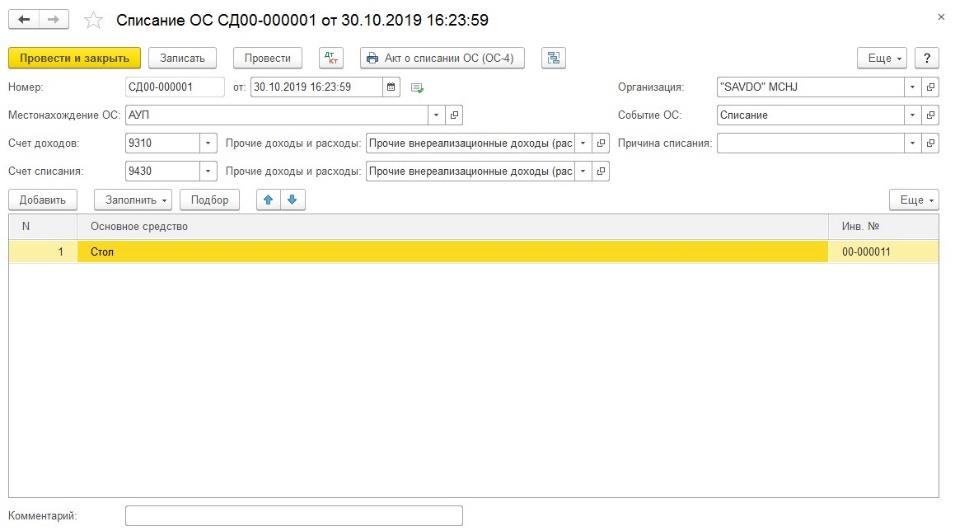 Списание ОС СД00-000001 от 30.10.2019 16:23:59
Провести и закрыть Записать Провести Дт Кт Акт о списании ОС (ОС-4) Еще ?
Номер: СД00-000001 от: 30.10.2019 16:23:59 Организация: "SAVDO" MCHJ
Местонахождение ОС: АУП Событие ОС: Списание
Счет доходов: 9310 Прочие доходы и расходы: Прочие внереализационные доходы (рас Причина списания:
Счет списания: 9430 Прочие доходы и расходы: Прочие внереализационные доходы (рас
Добавить Заполнить Подбор Еще
N Основное средство Инв. №
1 Стол 00-000011
Комментарий: